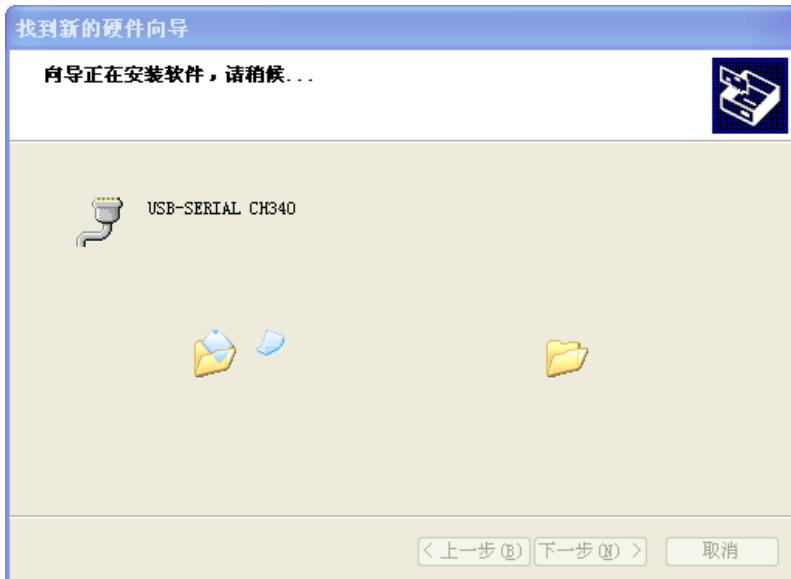 找到新的硬件向导
向导正在安装软件，请稍候...
USB-SERIAL CH340
< 上一步(B) 下一步(N) > 取消